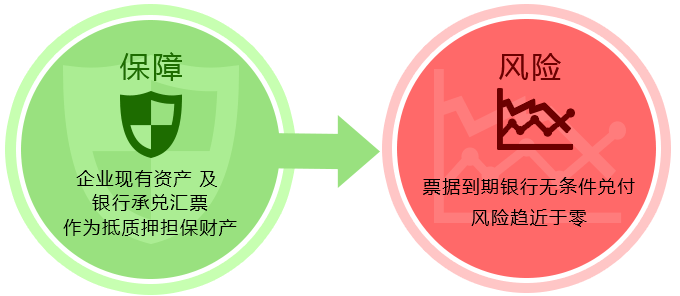 保障
企业现有资产 及
银行承兑汇票
作为抵质押担保财产
风险
票据到期银行无条件兑付
风险趋近于零